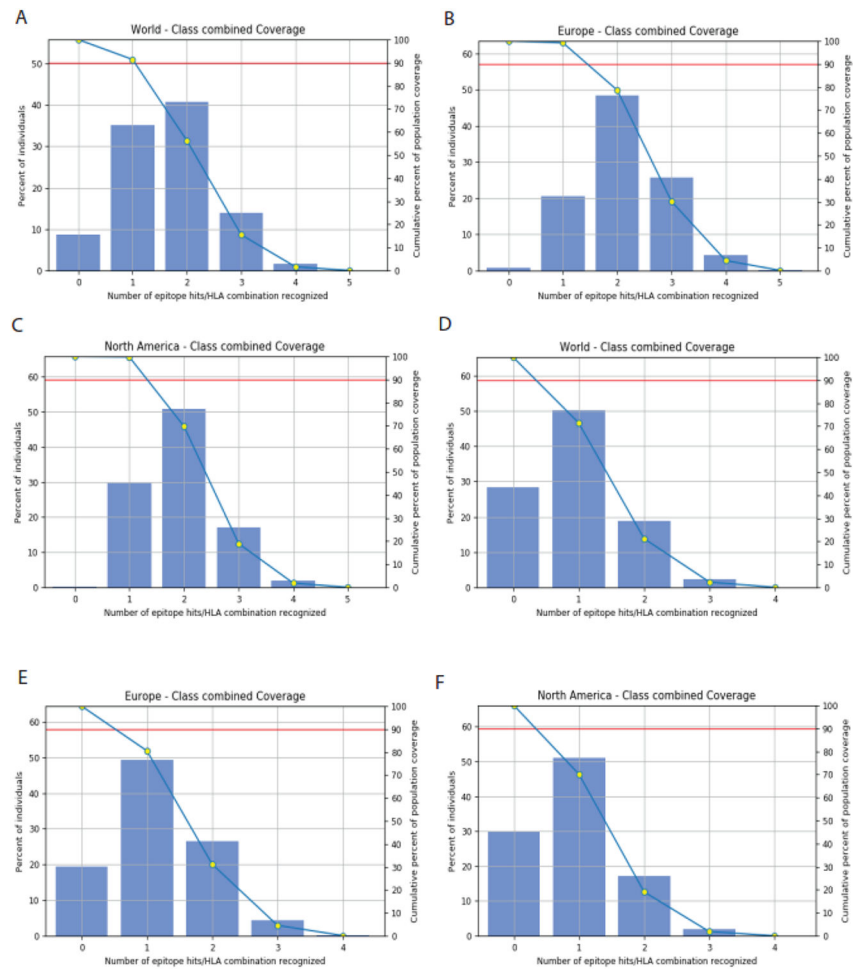 A
World - Class combined Coverage
Percent of individuals
50
40
30
20
10
0
100
90
80
70
60
50
40
30
20
10
0
Cumulative percent of population coverage
0 1 2 3 4 5
Number of epitope hits/HLA combination recognized
B
Europe - Class combined Coverage
Percent of individuals
60
50
40
30
20
10
0
100
90
80
70
60
50
40
30
20
10
0
Cumulative percent of population coverage
0 1 2 3 4 5
Number of epitope hits/HLA combination recognized
C
North America - Class combined Coverage
Percent of individuals
60
50
40
30
20
10
0
100
90
80
70
60
50
40
30
20
10
0
Cumulative percent of population coverage
0 1 2 3 4 5
Number of epitope hits/HLA combination recognized
D
World - Class combined Coverage
Percent of individuals
60
50
40
30
20
10
0
100
90
80
70
60
50
40
30
20
10
0
Cumulative percent of population coverage
0 1 2 3 4
Number of epitope hits/HLA combination recognized
E
Europe - Class combined Coverage
Percent of individuals
60
50
40
30
20
10
0
100
90
80
70
60
50
40
30
20
10
0
Cumulative percent of population coverage
0 1 2 3 4
Number of epitope hits/HLA combination recognized
F
North America - Class combined Coverage
Percent of individuals
60
50
40
30
20
10
0
100
90
80
70
60
50
40
30
20
10
0
Cumulative percent of population coverage
0 1 2 3 4
Number of epitope hits/HLA combination recognized